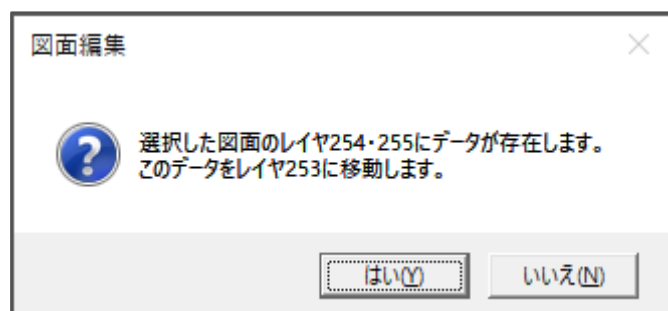 図面編集
選択した図面のレイヤ254・255にデータが存在します。
このデータをレイヤ253に移動します。
はい(Y)
いいえ(N)